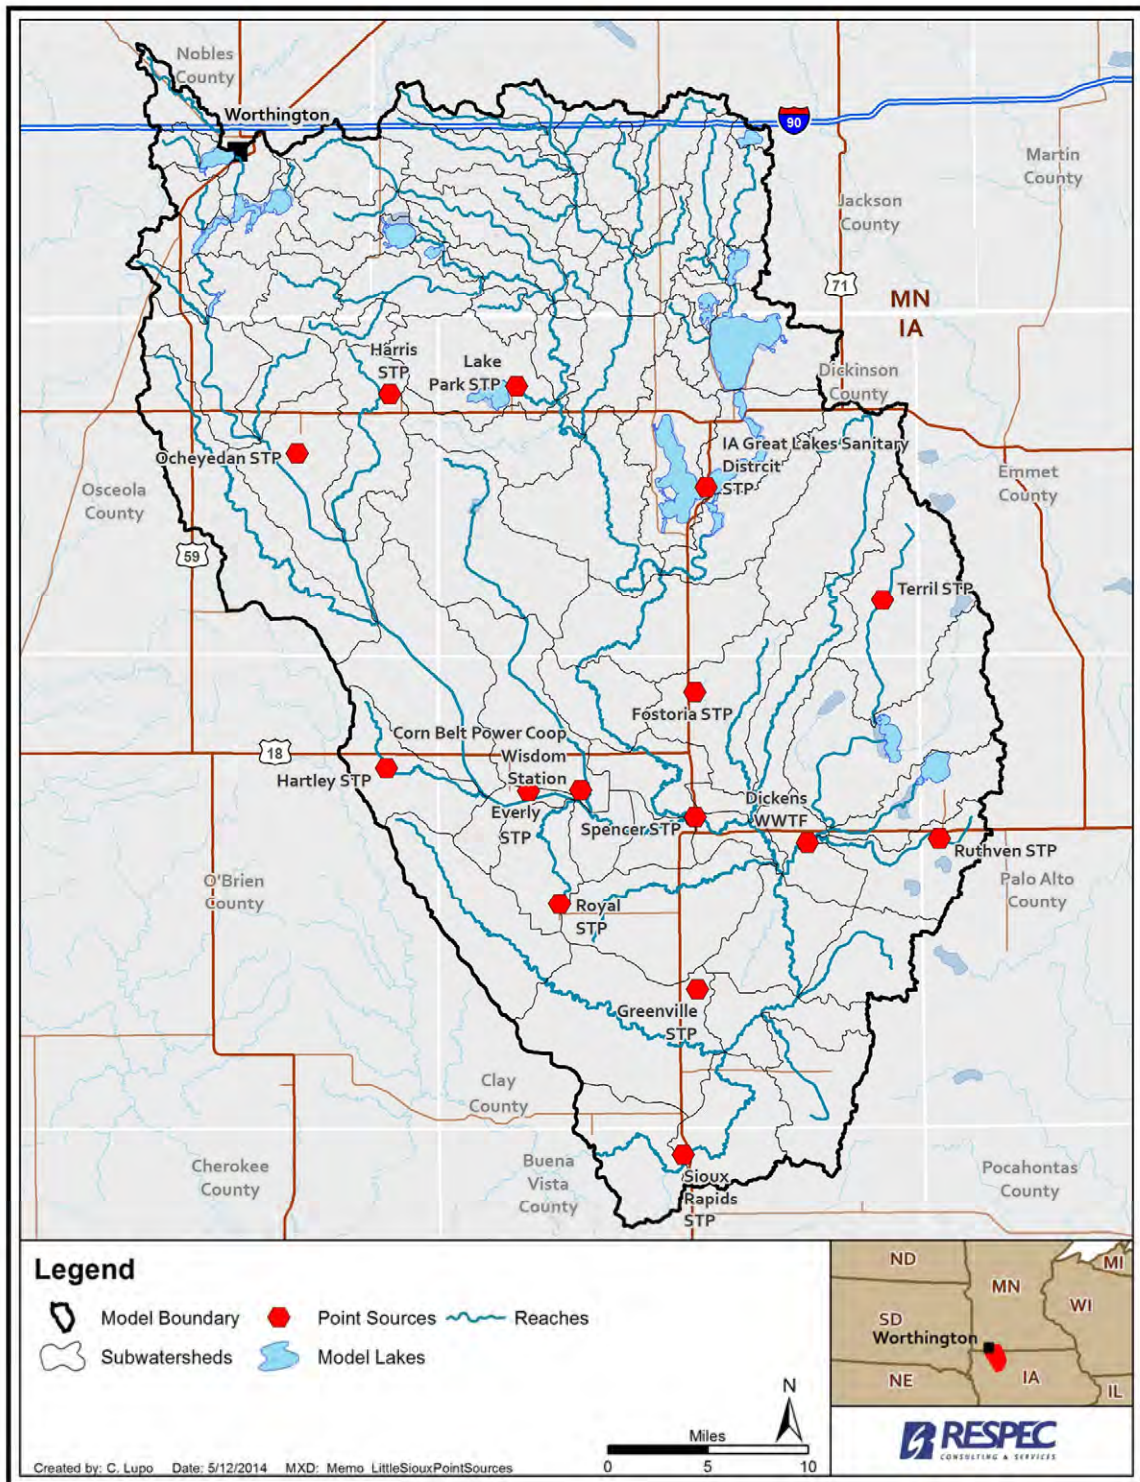 Nobles
County
Worthington
90
Martin
County
Jackson
County
71
MN
IA
Harris
STP
Lake
Park STP
Dickinson
County
Ocheyedan STP
IA Great Lakes Sanitary
Distrcit
STP
Osceola
County
Emmet
County
59
Terril STP
Fostoria STP
Corn Belt Power Coop
Wisdom
Station
18
Hartley STP
Everly
STP
Spencer STP
Dickens
WWTF
Ruthven STP
O'Brien
County
Palo Alto
County
Royal
STP
Greenville
STP
Clay
County
Cherokee
County
Buena
Vista
County
Sioux
Rapids
STP
Pocahontas
County
Legend
Model Boundary
Point Sources
Reaches
Subwatersheds
Model Lakes
N
Miles
0 5 10
Created by: C. Lupo Date: 5/12/2014 MXD: Memo_LittleSiouxPointSources
ND
MN
MI
SD
WI
Worthington
NE
IA
IL
RESPEC
CONSULTING & SERVICES